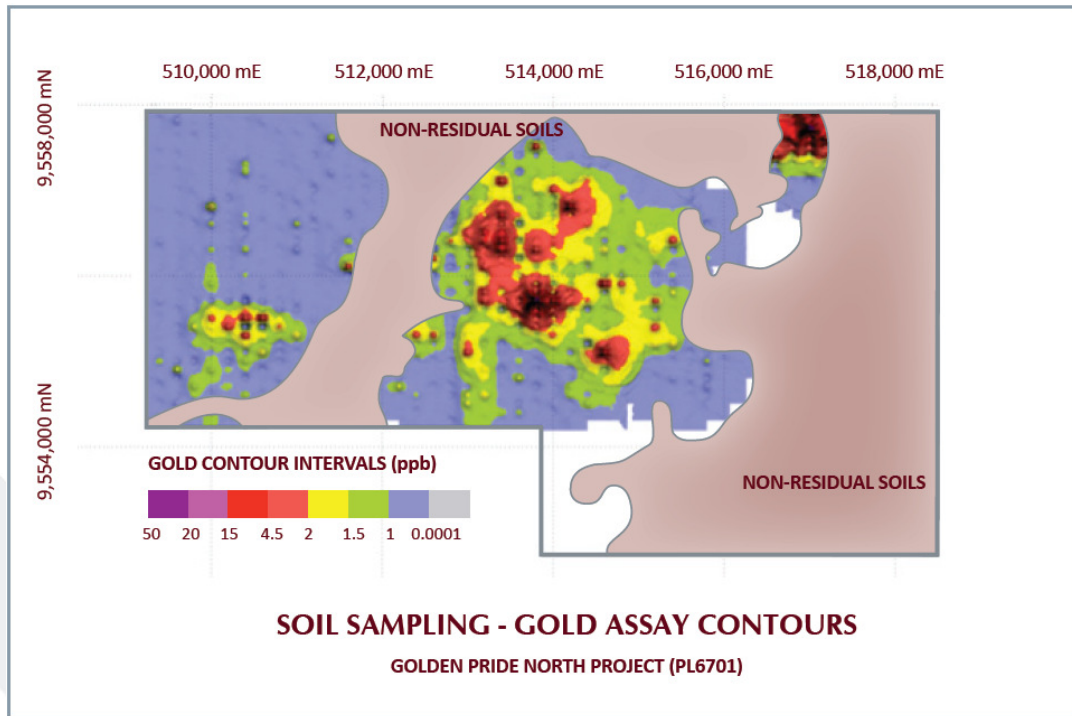 510,000 mE 512,000 mE 514,000 mE 516,000 mE 518,000 mE
9,558,000 mN
NON-RESIDUAL SOILS
9,554,000 mN
GOLD CONTOUR INTERVALS (ppb)
50 20 15 4.5 2 1.5 1 0.0001
NON-RESIDUAL SOILS
SOIL SAMPLING - GOLD ASSAY CONTOURS
GOLDEN PRIDE NORTH PROJECT (PL6701)